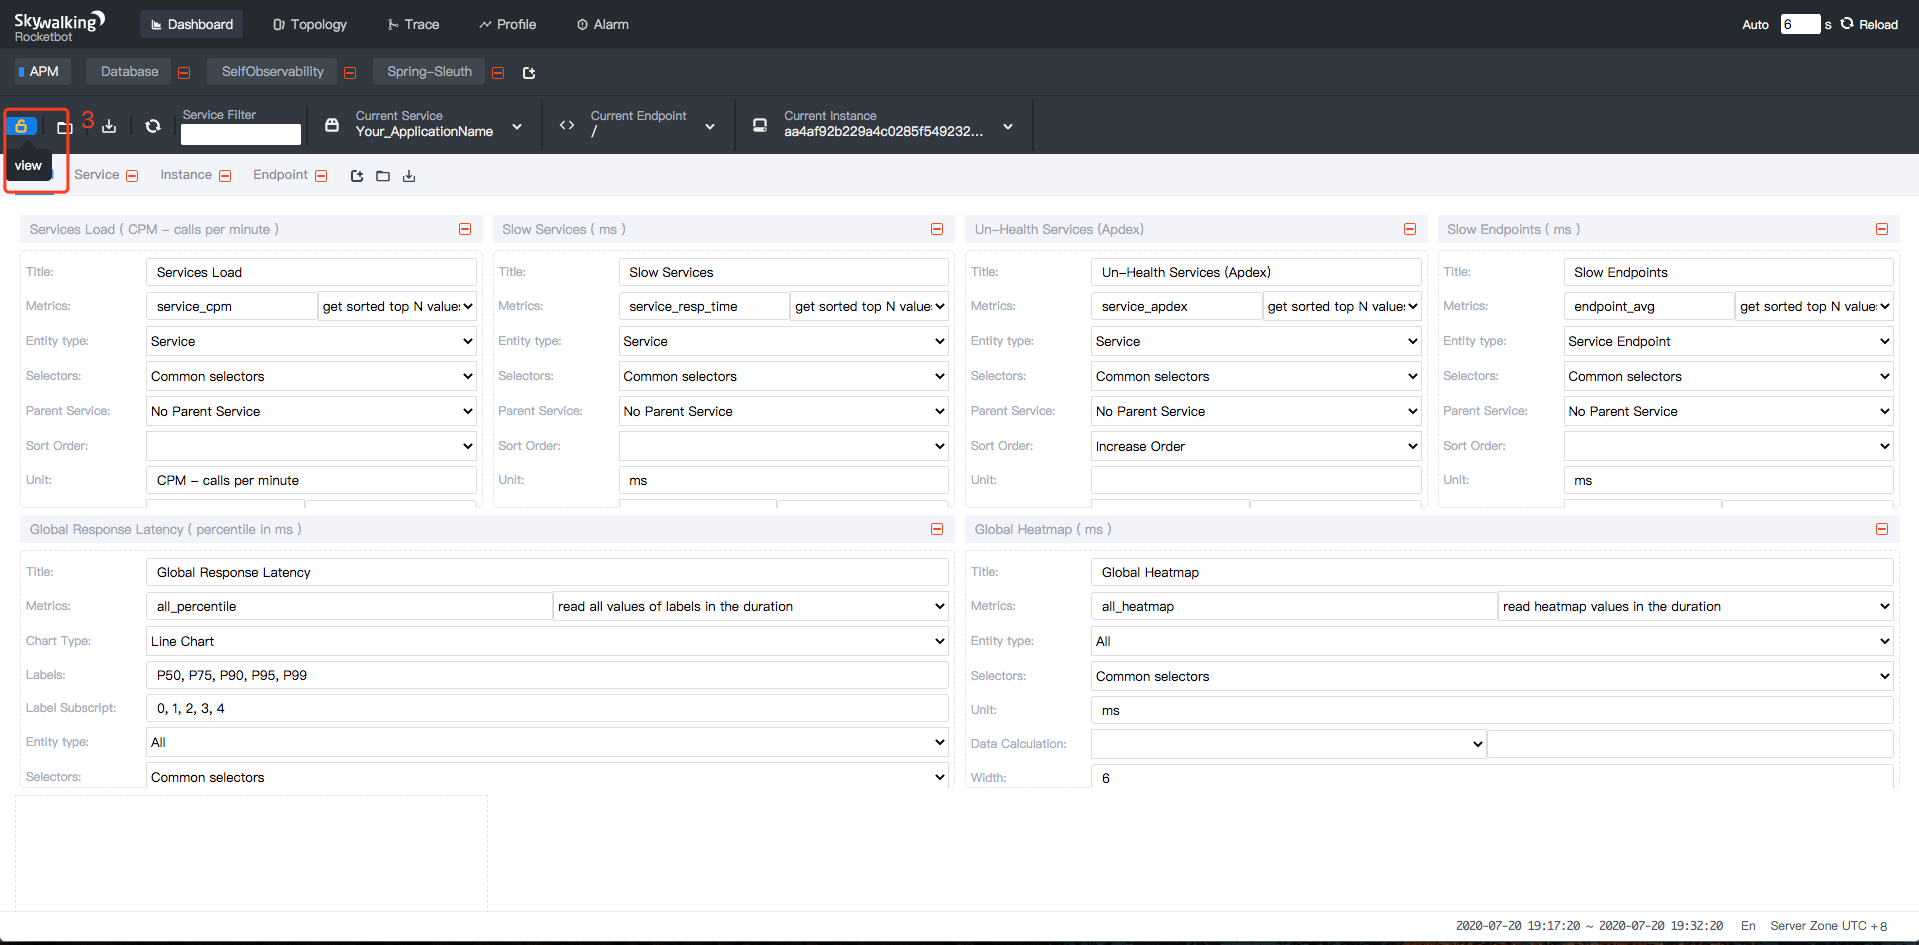 Skywalking
Rocketbot
Dashboard
Topology
Trace
Profile
Alarm
Auto 6 s Reload
APM
Database
SelfObservability
Spring-Sleuth
3
Service Filter
Current Service
Your_ApplicationName
Current Endpoint
/
Current Instance
aa4af92b229a4c0285f549232...
view
Service
Instance
Endpoint
Services Load ( CPM - calls per minute )
Title: Services Load
Metrics: service_cpm get sorted top N value
Entity type: Service
Selectors: Common selectors
Parent Service: No Parent Service
Sort Order:
Unit: CPM - calls per minute
Slow Services ( ms )
Title: Slow Services
Metrics: service_resp_time get sorted top N value
Entity type: Service
Selectors: Common selectors
Parent Service: No Parent Service
Sort Order:
Unit: ms
Un-Health Services (Apdex)
Title: Un-Health Services (Apdex)
Metrics: service_apdex get sorted top N value
Entity type: Service
Selectors: Common selectors
Parent Service: No Parent Service
Sort Order: Increase Order
Unit:
Slow Endpoints ( ms )
Title: Slow Endpoints
Metrics: endpoint_avg get sorted top N value
Entity type: Service Endpoint
Selectors: Common selectors
Parent Service: No Parent Service
Sort Order:
Unit: ms
Global Response Latency ( percentile in ms )
Title: Global Response Latency
Metrics: all_percentile read all values of labels in the duration
Chart Type: Line Chart
Labels: P50, P75, P90, P95, P99
Label Subscript: 0, 1, 2, 3, 4
Entity type: All
Selectors: Common selectors
Global Heatmap ( ms )
Title: Global Heatmap
Metrics: all_heatmap read heatmap values in the duration
Entity type: All
Selectors: Common selectors
Unit: ms
Data Calculation:
Width: 6
2020-07-20 19:17:20 ~ 2020-07-20 19:32:20 En Server Zone UTC +8